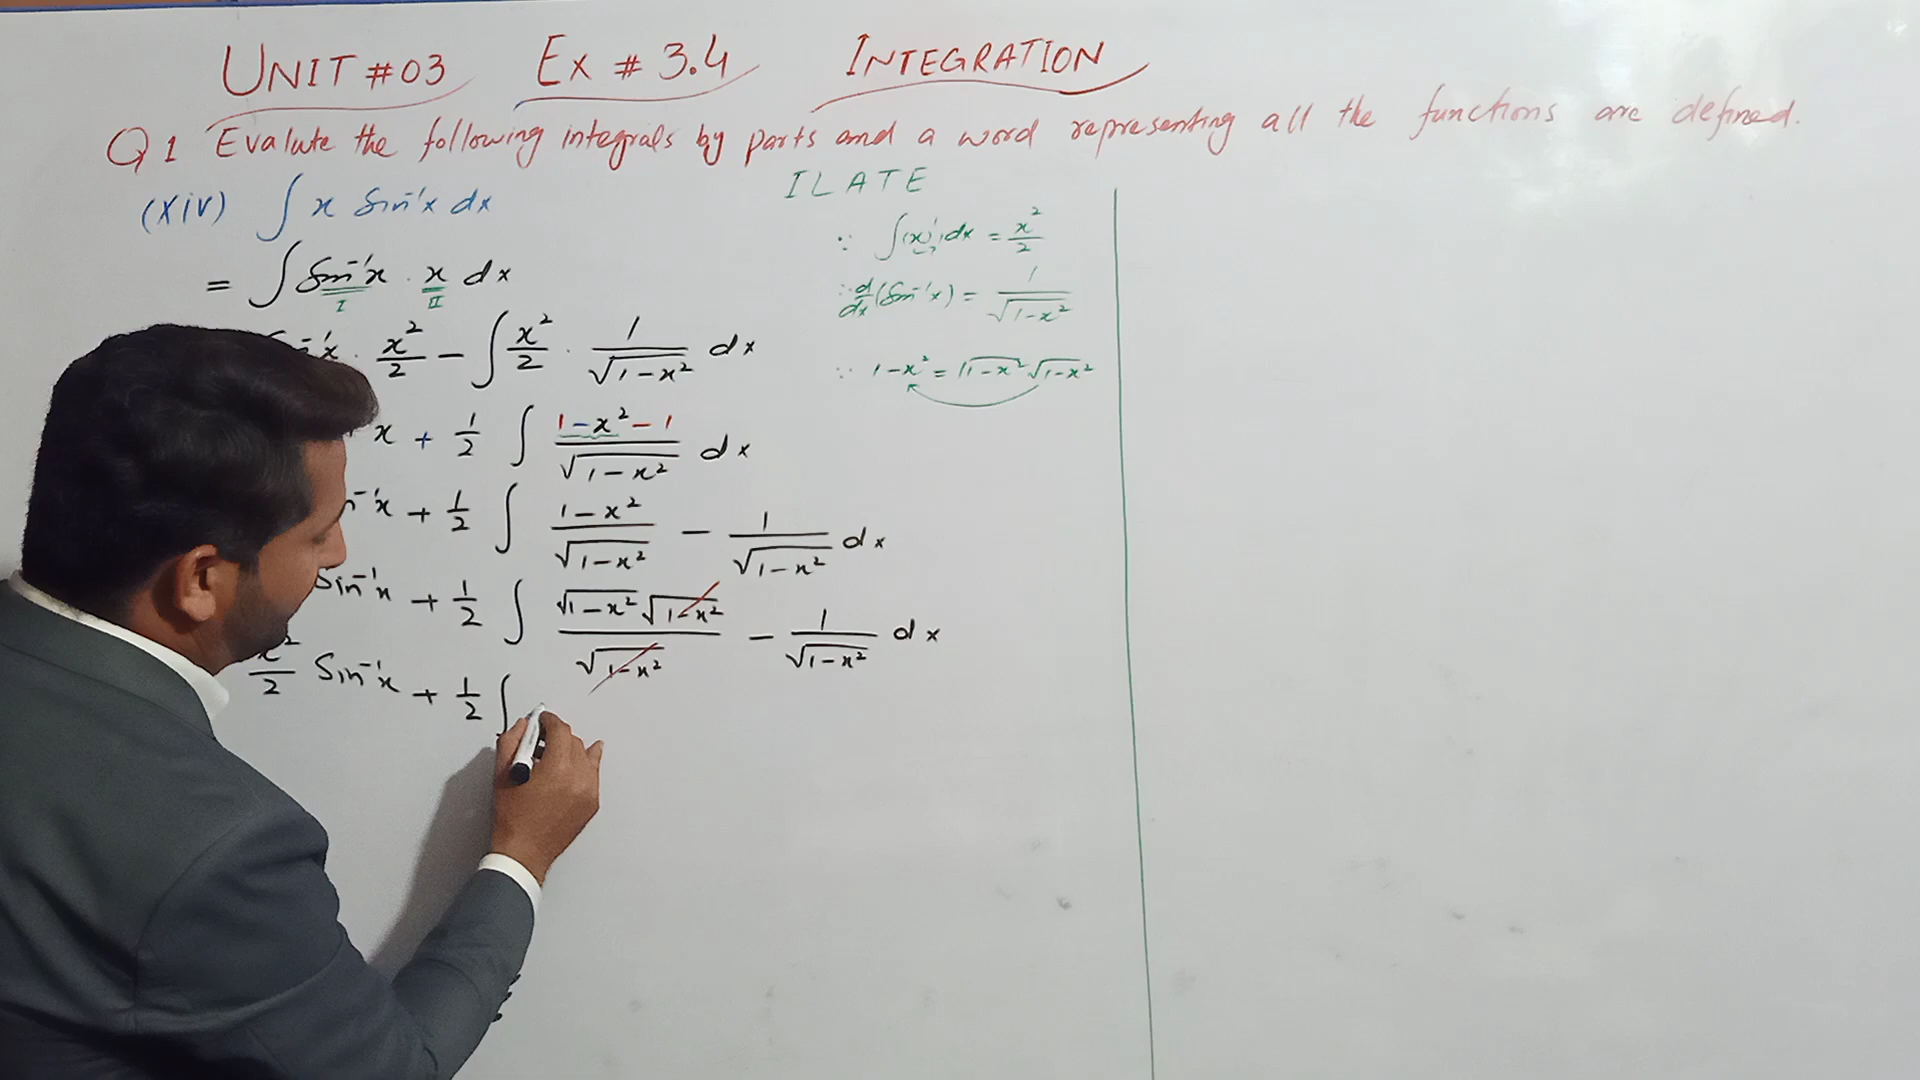 UNIT #03 Ex # 3.4 INTEGRATION
Q1 Evalute the following integrals by parts and a word representing all the functions are defined.
(xiv) ∫ x Sin⁻¹x dx
= ∫ Sin⁻¹x · x dx
I II
x²/2 − ∫ x²/2 · 1/√(1−x²) dx
x + 1/2 ∫ (1−x²−1)/√(1−x²) dx
n⁻¹x + 1/2 ∫ (1−x²)/√(1−x²) − 1/√(1−x²) dx
Sin⁻¹x + 1/2 ∫ √(1−x²)√(1−x²)/√(1−x²) − 1/√(1−x²) dx
x²/2 Sin⁻¹x + 1/2 ∫
ILATE
∵ ∫(x)¹dx = x²/2
∵ d/dx (Sin⁻¹x) = 1/√(1−x²)
∵ 1−x² = √(1−x²) √(1−x²)